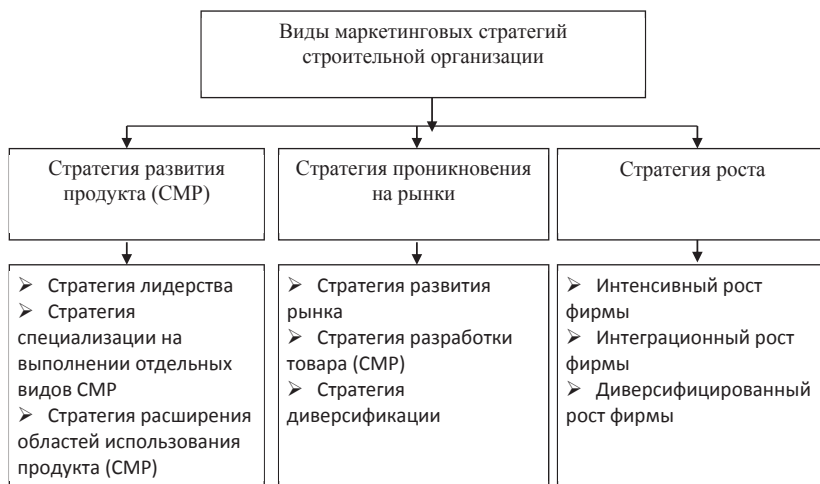 Виды маркетинговых стратегий
строительной организации
Стратегия развития
продукта (СМР)
Стратегия проникновения
на рынки
Стратегия роста
➢ Стратегия лидерства
➢ Стратегия
специализации на
выполнении отдельных
видов СМР
➢ Стратегия расширения
областей использования
продукта (СМР)
➢ Стратегия развития
рынка
➢ Стратегия разработки
товара (СМР)
➢ Стратегия
диверсификации
➢ Интенсивный рост
фирмы
➢ Интеграционный рост
фирмы
➢ Диверсифицированный
рост фирмы